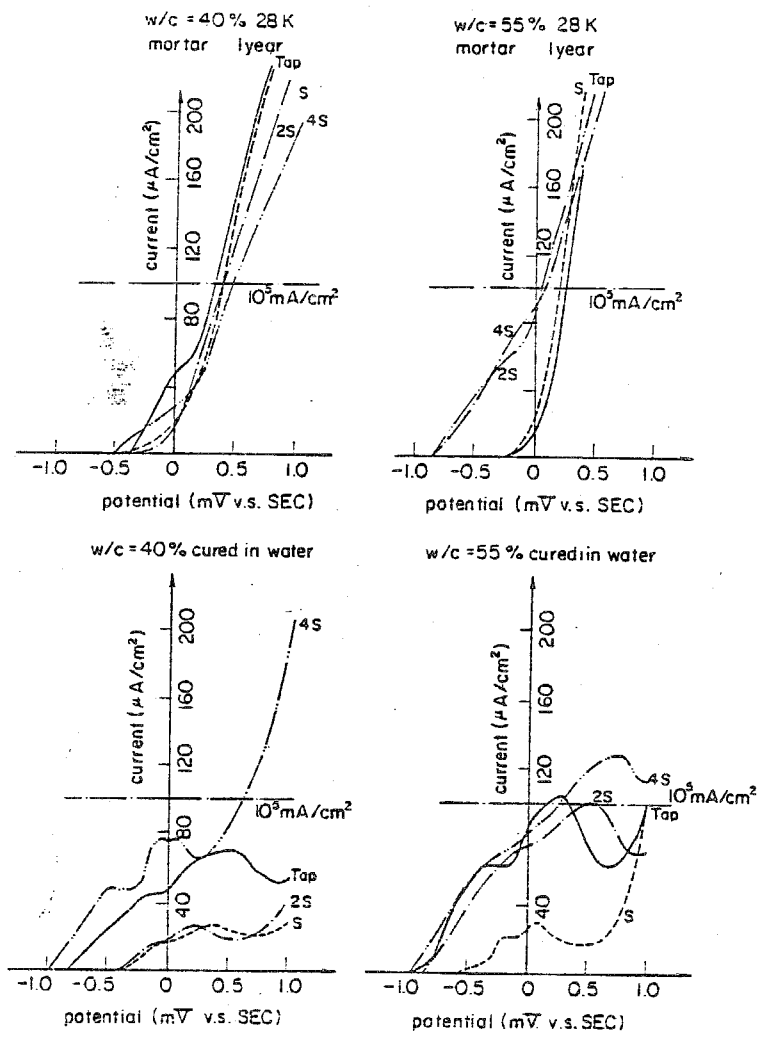 w/c = 40% 28K
mortar 1year
Tap
S
2S
4S
200
160
120
80
current (μA/cm²)
10⁵mA/cm²
-1.0 -0.5 0 0.5 1.0
potential (mV v.s. SEC)
w/c = 55% 28K
mortar 1year
S
Tap
200
160
120
current (μA/cm²)
10⁵mA/cm²
4S
2S
-1.0 -0.5 0 0.5 1.0
potential (mV v.s. SEC)
w/c = 40% cured in water
4S
200
160
120
80
40
current (μA/cm²)
10⁵mA/cm²
Tap
2S
S
-1.0 -0.5 0 0.5 1.0
potential (mV v.s. SEC)
w/c = 55% cured in water
200
160
120
40
current (μA/cm²)
4S
2S
10⁵mA/cm²
Tap
S
-1.0 -0.5 0 0.5 1.0
potential (mV v.s. SEC)